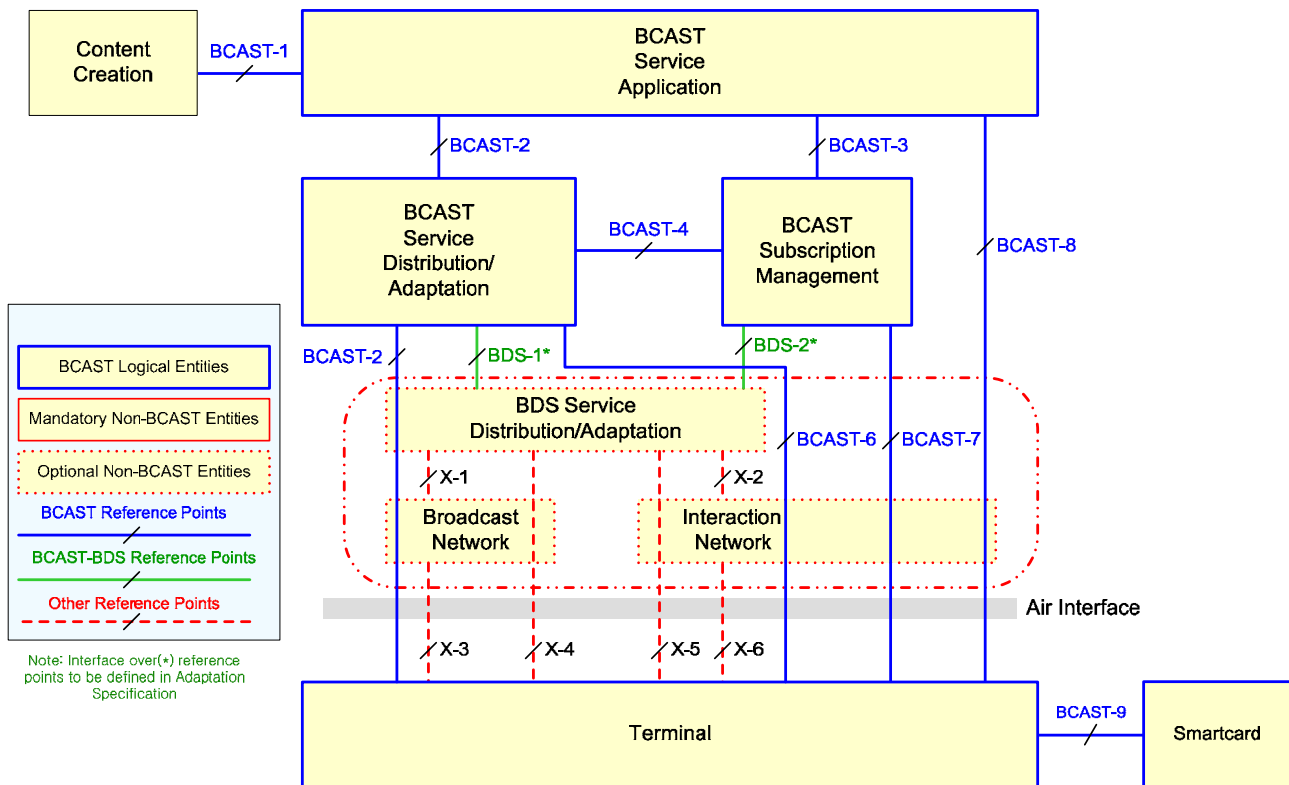 Content
Creation
BCAST-1
BCAST
Service
Application
BCAST-2
BCAST-3
BCAST
Service
Distribution/
Adaptation
BCAST-4
BCAST
Subscription
Management
BCAST-8
BCAST-2
BDS-1*
BDS-2*
BCAST Logical Entities
Mandatory Non-BCAST Entities
Optional Non-BCAST Entities
BCAST Reference Points
BCAST-BDS Reference Points
Other Reference Points
Note: Interface over(*) reference
points to be defined in Adaptation
Specification
BDS Service
Distribution/Adaptation
BCAST-6
BCAST-7
X-1
X-2
Broadcast
Network
Interaction
Network
Air Interface
X-3
X-4
X-5
X-6
Terminal
BCAST-9
Smartcard